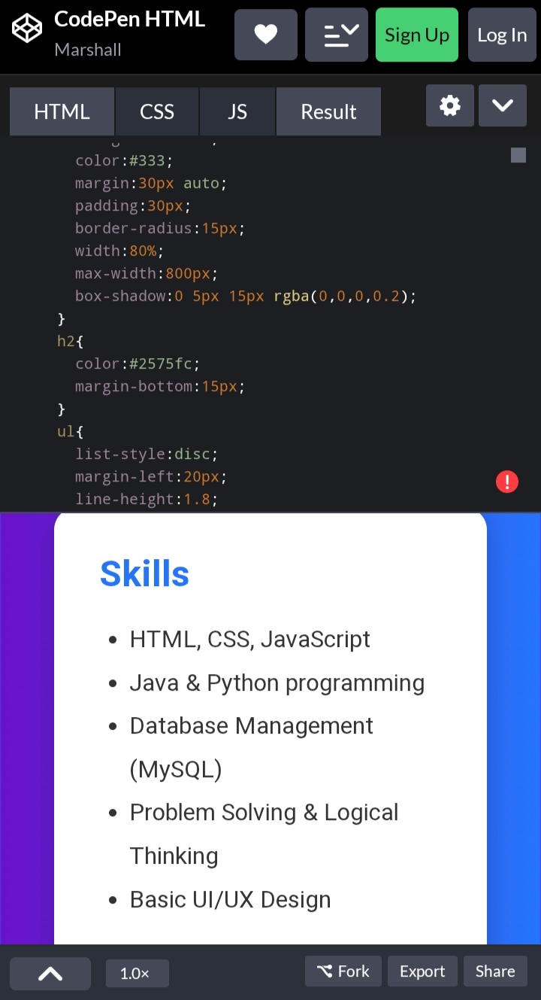 CodePen HTML
Marshall
Sign Up
Log In
HTML
CSS
JS
Result
color:#333;
margin:30px auto;
padding:30px;
border-radius:15px;
width:80%;
max-width:800px;
box-shadow:0 5px 15px rgba(0,0,0,0.2);
}
h2{
color:#2575fc;
margin-bottom:15px;
}
ul{
list-style:disc;
margin-left:20px;
line-height:1.8;
!
Skills
• HTML, CSS, JavaScript
• Java & Python programming
• Database Management
(MySQL)
• Problem Solving & Logical
Thinking
• Basic UI/UX Design
1.0×
Fork
Export
Share